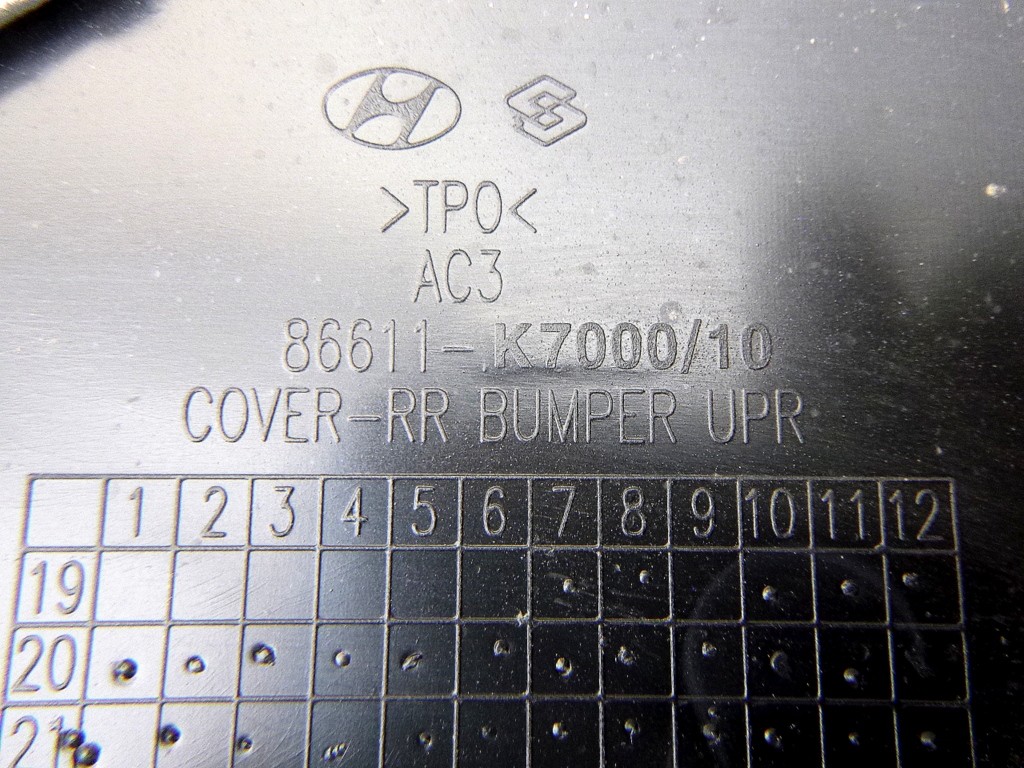 >TPO<
AC3
86611-K7000/10
COVER-RR BUMPER UPR
1 2 3 4 5 6 7 8 9 10 11 12
19
20
21